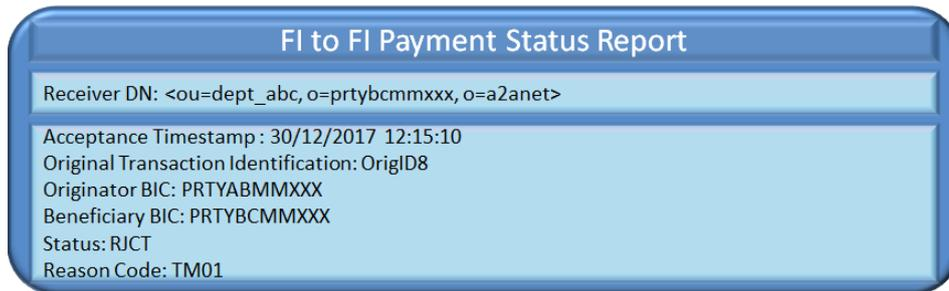 FI to FI Payment Status Report
Receiver DN: <ou=dept_abc, o=prtybcmmxxx, o=a2anet>
Acceptance Timestamp : 30/12/2017 12:15:10
Original Transaction Identification: OrigID8
Originator BIC: PRTYABMMXXX
Beneficiary BIC: PRTYBCMMXXX
Status: RJCT
Reason Code: TM01